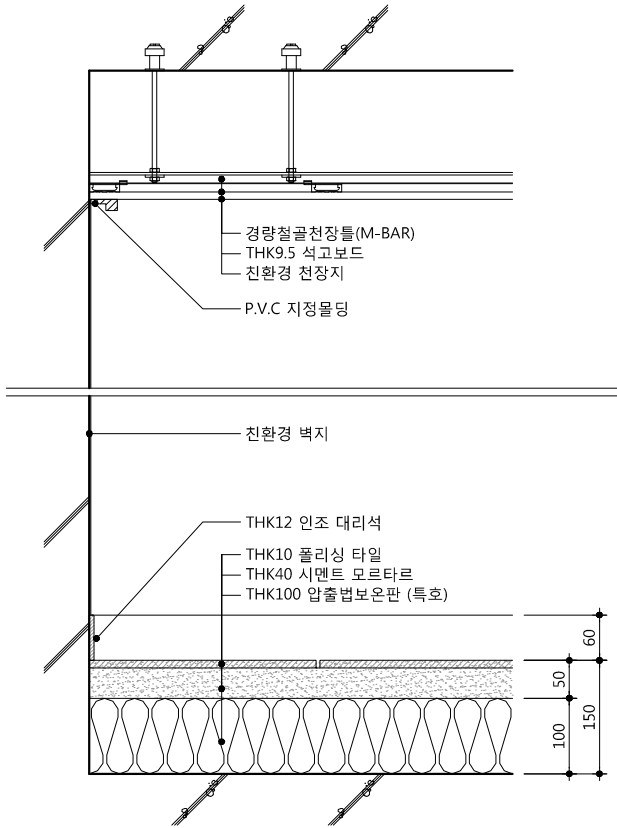 경량철골천장틀(M-BAR)
THK9.5 석고보드
친환경 천장지
P.V.C 지정몰딩
친환경 벽지
THK12 인조 대리석
THK10 폴리싱 타일
THK40 시멘트 모르타르
THK100 압출법보온판 (특호)
60
50
150
100